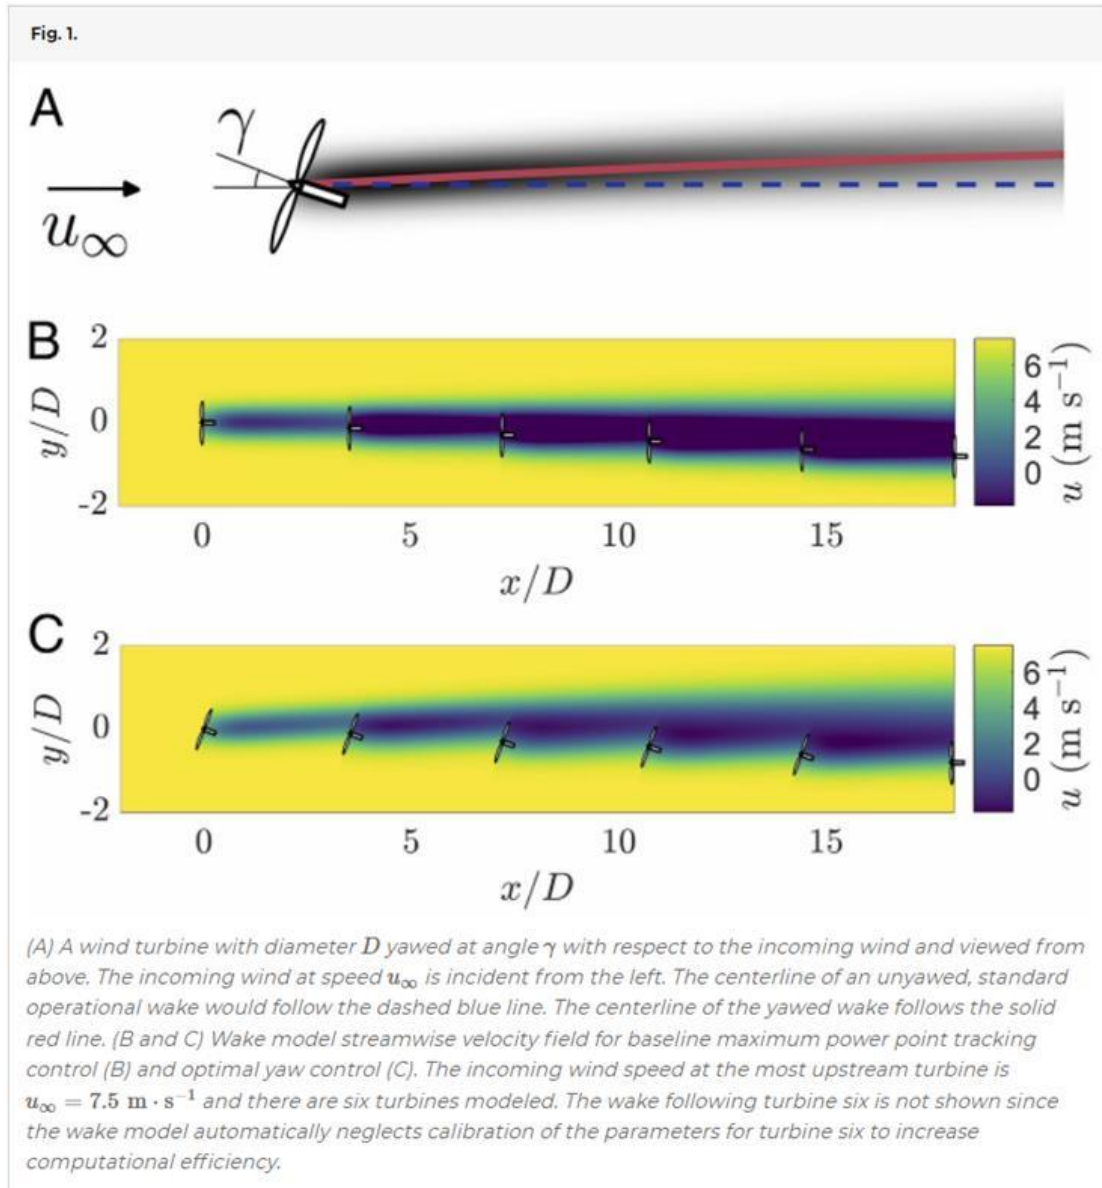 Fig. 1.
A
γ
u∞
B
2
0
-2
y/D
0 5 10 15
x/D
6
4
2
0
u (m s⁻¹)
C
2
0
-2
y/D
0 5 10 15
x/D
6
4
2
0
u (m s⁻¹)
(A) A wind turbine with diameter D yawed at angle γ with respect to the incoming wind and viewed from
above. The incoming wind at speed u∞ is incident from the left. The centerline of an unyawed, standard
operational wake would follow the dashed blue line. The centerline of the yawed wake follows the solid
red line. (B and C) Wake model streamwise velocity field for baseline maximum power point tracking
control (B) and optimal yaw control (C). The incoming wind speed at the most upstream turbine is
u∞ = 7.5 m · s⁻¹ and there are six turbines modeled. The wake following turbine six is not shown since
the wake model automatically neglects calibration of the parameters for turbine six to increase
computational efficiency.